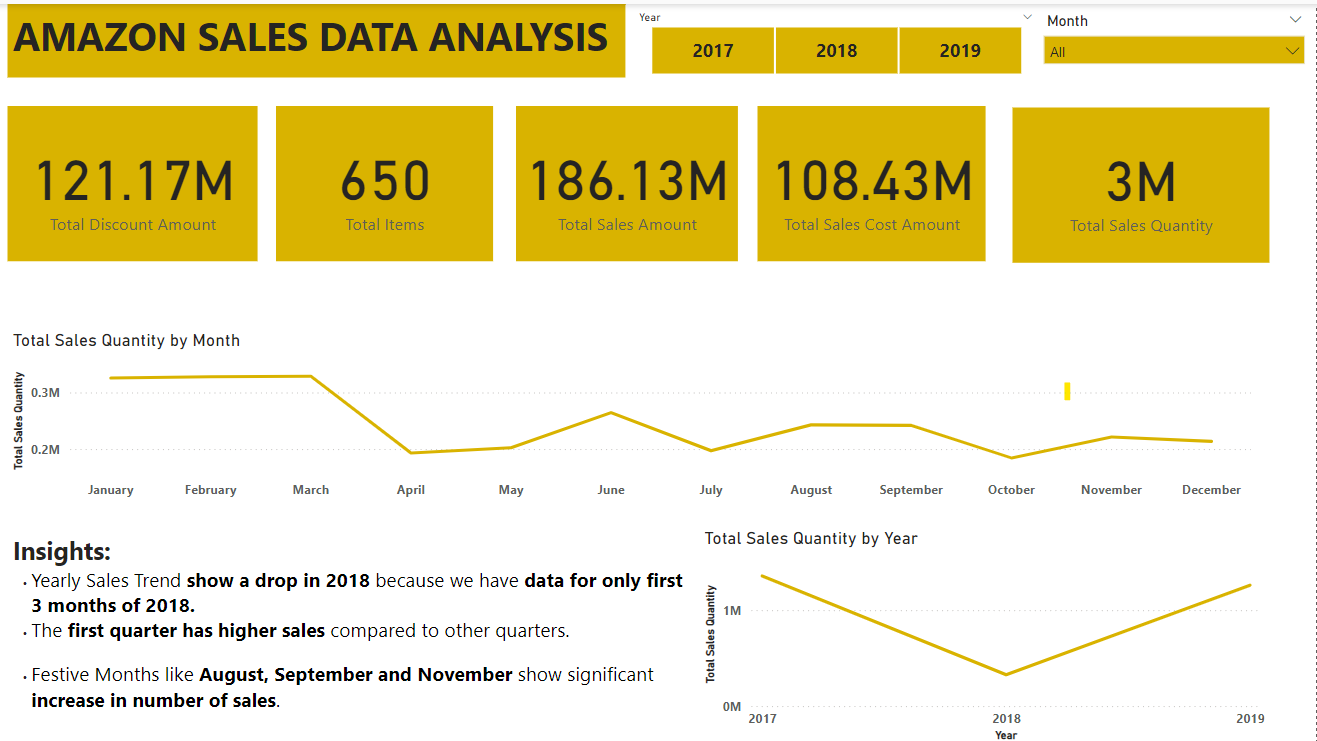 AMAZON SALES DATA ANALYSIS
Year
2017 2018 2019
Month
All
121.17M
Total Discount Amount
650
Total Items
186.13M
Total Sales Amount
108.43M
Total Sales Cost Amount
3M
Total Sales Quantity
Total Sales Quantity by Month
Total Sales Quantity
0.3M
0.2M
January February March April May June July August September October November December
Insights:
• Yearly Sales Trend show a drop in 2018 because we have data for only first
3 months of 2018.
• The first quarter has higher sales compared to other quarters.
• Festive Months like August, September and November show significant
increase in number of sales.
Total Sales Quantity by Year
Total Sales Quantity
1M
0M
2017 2018 2019
Year